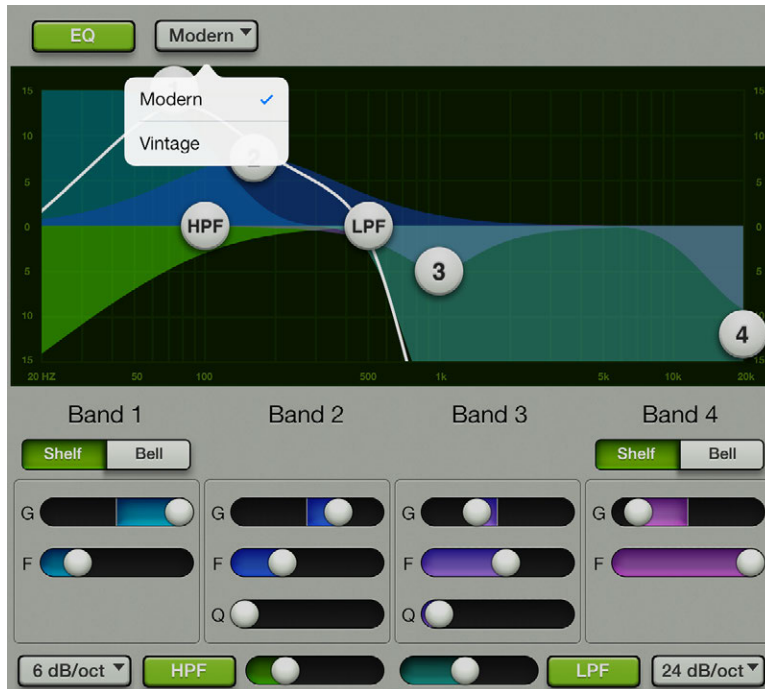 EQ Modern
Modern
Vintage
15 15
10
5 5
0 0
5 5
10 10
15 15
2
HPF LPF
3
4
20 HZ 50 100 500 1k 5k 10k 20k
Band 1 Band 2 Band 3 Band 4
Shelf Bell Shelf Bell
G G G G
F F F F
Q Q
6 dB/oct HPF LPF 24 dB/oct